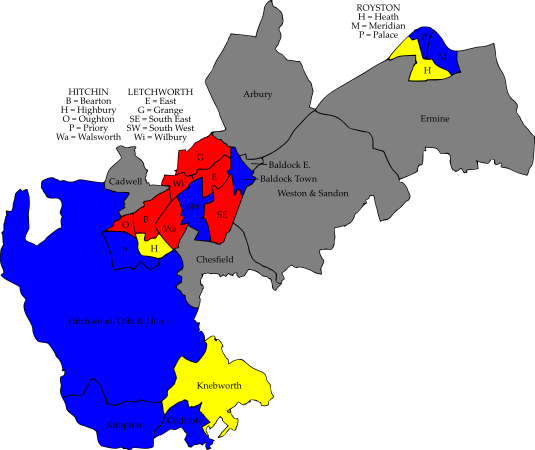 ROYSTON
H = Heath
M = Meridian
P = Palace
HITCHIN
B = Bearton
H = Highbury
O = Oughton
P = Priory
Wa = Walsworth
LETCHWORTH
E = East
G = Grange
SE = South East
SW = South West
Wi = Wilbury
P
M
H
Arbury
Ermine
G
Baldock E.
Cadwell
Wi
E
Baldock Town
Weston & Sandon
SW
SE
B
O
Wa
P
H
Chesfield
Hitchwood, Offa & Hoo
Knebworth
Kimpton
Codicote